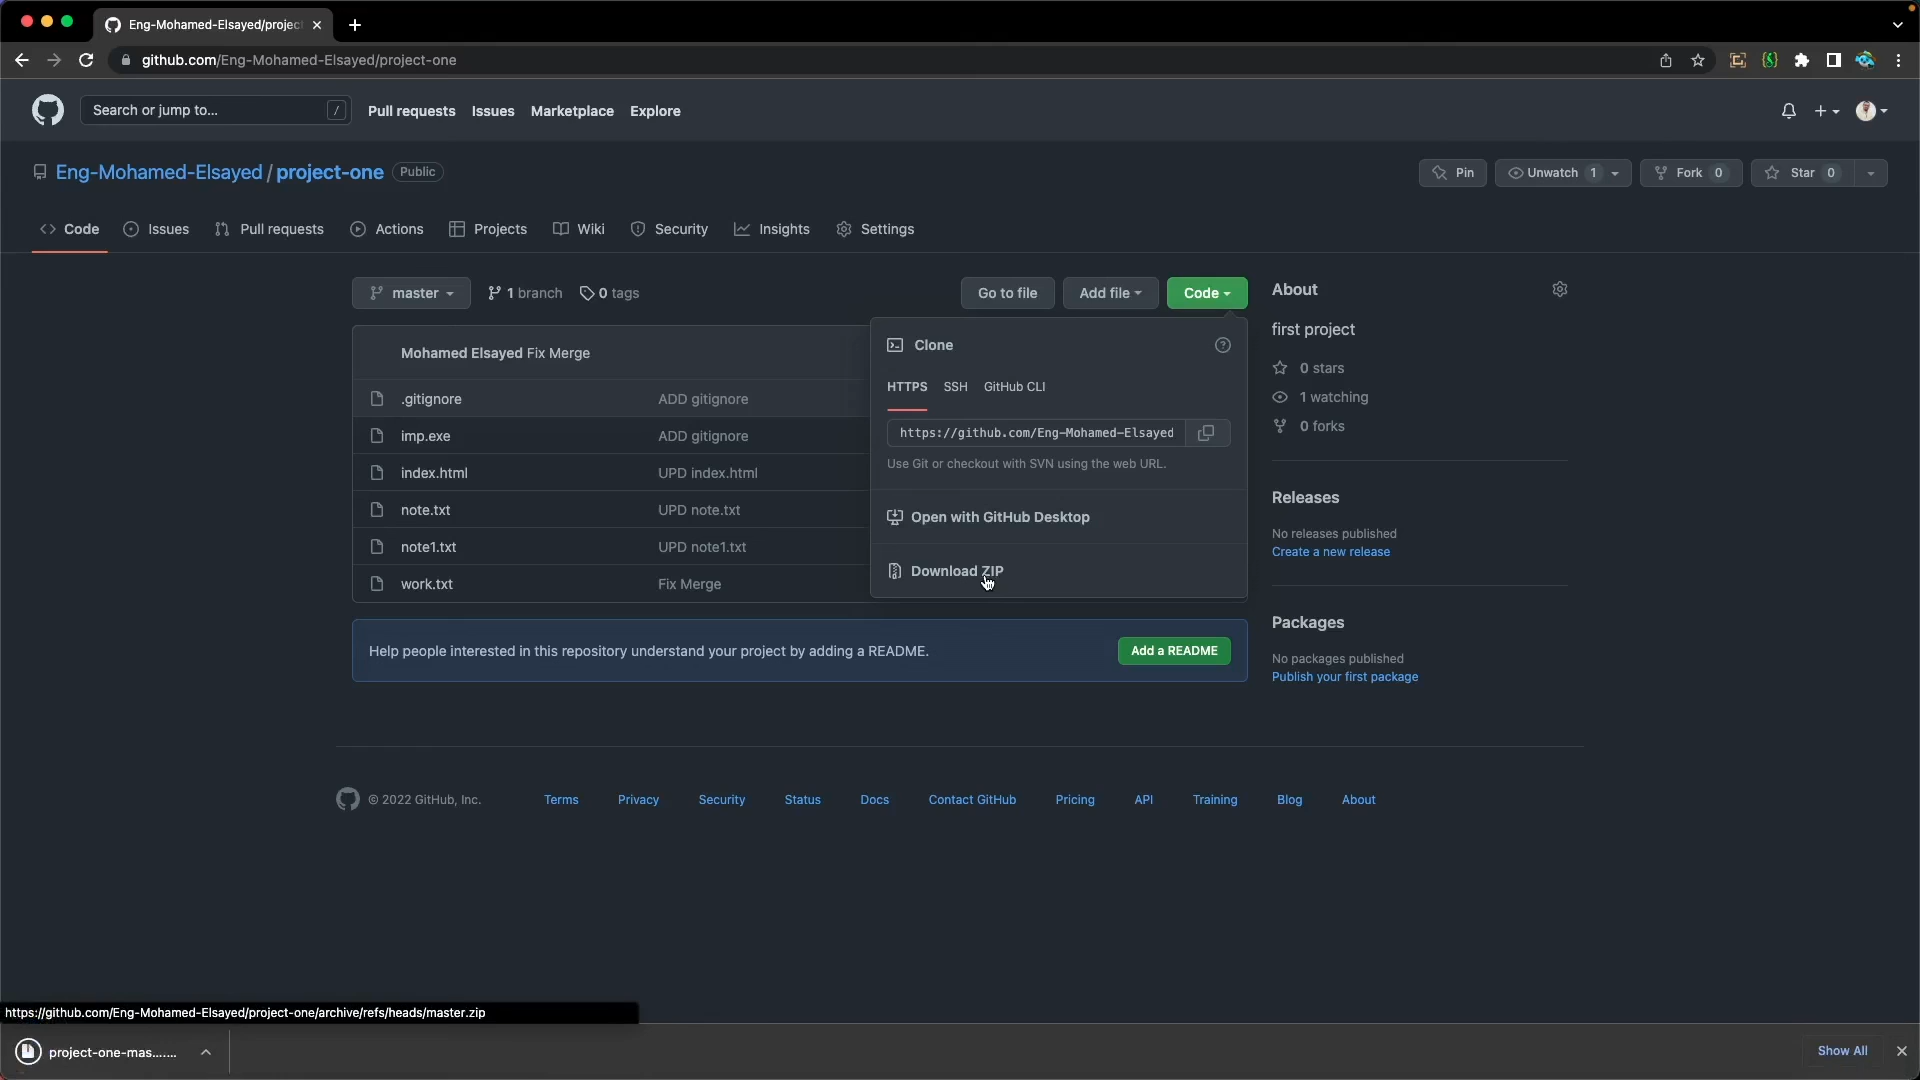 Eng-Mohamed-Elsayed/projec
github.com/Eng-Mohamed-Elsayed/project-one
Search or jump to... / Pull requests Issues Marketplace Explore
Eng-Mohamed-Elsayed / project-one Public
Pin Unwatch 1 Fork 0 Star 0
Code Issues Pull requests Actions Projects Wiki Security Insights Settings
master 1 branch 0 tags Go to file Add file Code
Mohamed Elsayed Fix Merge
.gitignore ADD gitignore
imp.exe ADD gitignore
index.html UPD index.html
note.txt UPD note.txt
note1.txt UPD note1.txt
work.txt Fix Merge
Clone
HTTPS SSH GitHub CLI
https://github.com/Eng-Mohamed-Elsayed
Use Git or checkout with SVN using the web URL.
Open with GitHub Desktop
Download ZIP
Help people interested in this repository understand your project by adding a README. Add a README
About
first project
0 stars
1 watching
0 forks
Releases
No releases published
Create a new release
Packages
No packages published
Publish your first package
© 2022 GitHub, Inc. Terms Privacy Security Status Docs Contact GitHub Pricing API Training Blog About
https://github.com/Eng-Mohamed-Elsayed/project-one/archive/refs/heads/master.zip
project-one-mas....... Show All